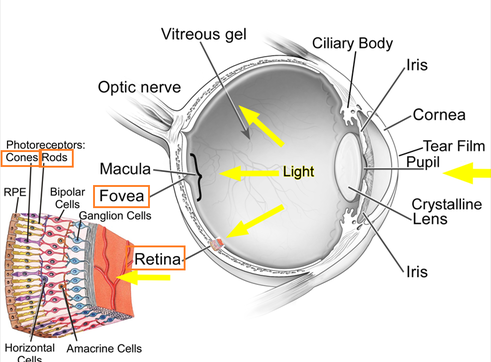 Vitreous gel
Ciliary Body
Iris
Optic nerve
Cornea
Photoreceptors:
Cones Rods
Tear Film
Pupil
Macula
Light
RPE
Bipolar
Cells
Fovea
Ganglion Cells
Crystalline
Lens
Retina
Iris
Horizontal
Cells
Amacrine Cells